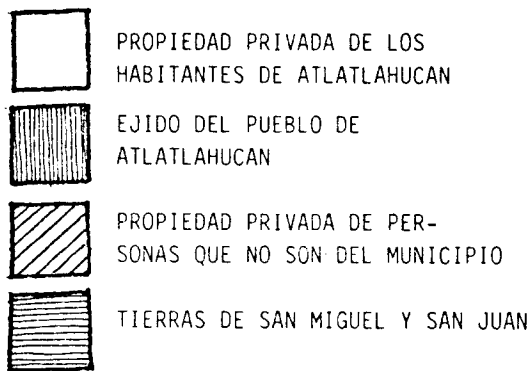 PROPIEDAD PRIVADA DE LOS
HABITANTES DE ATLATLAHUCAN
EJIDO DEL PUEBLO DE
ATLATLAHUCAN
PROPIEDAD PRIVADA DE PER-
SONAS QUE NO SON DEL MUNICIPIO
TIERRAS DE SAN MIGUEL Y SAN JUAN